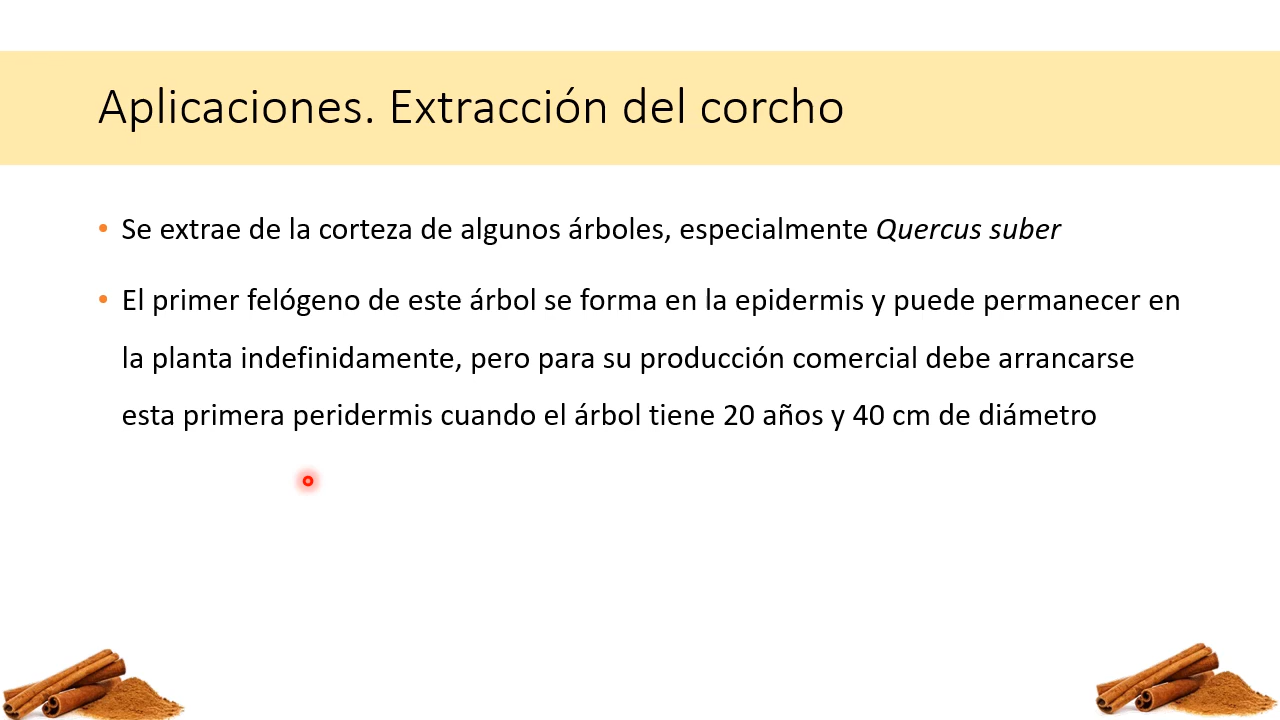 Aplicaciones. Extracción del corcho
• Se extrae de la corteza de algunos árboles, especialmente Quercus suber
• El primer felógeno de este árbol se forma en la epidermis y puede permanecer en
la planta indefinidamente, pero para su producción comercial debe arrancarse
esta primera peridermis cuando el árbol tiene 20 años y 40 cm de diámetro